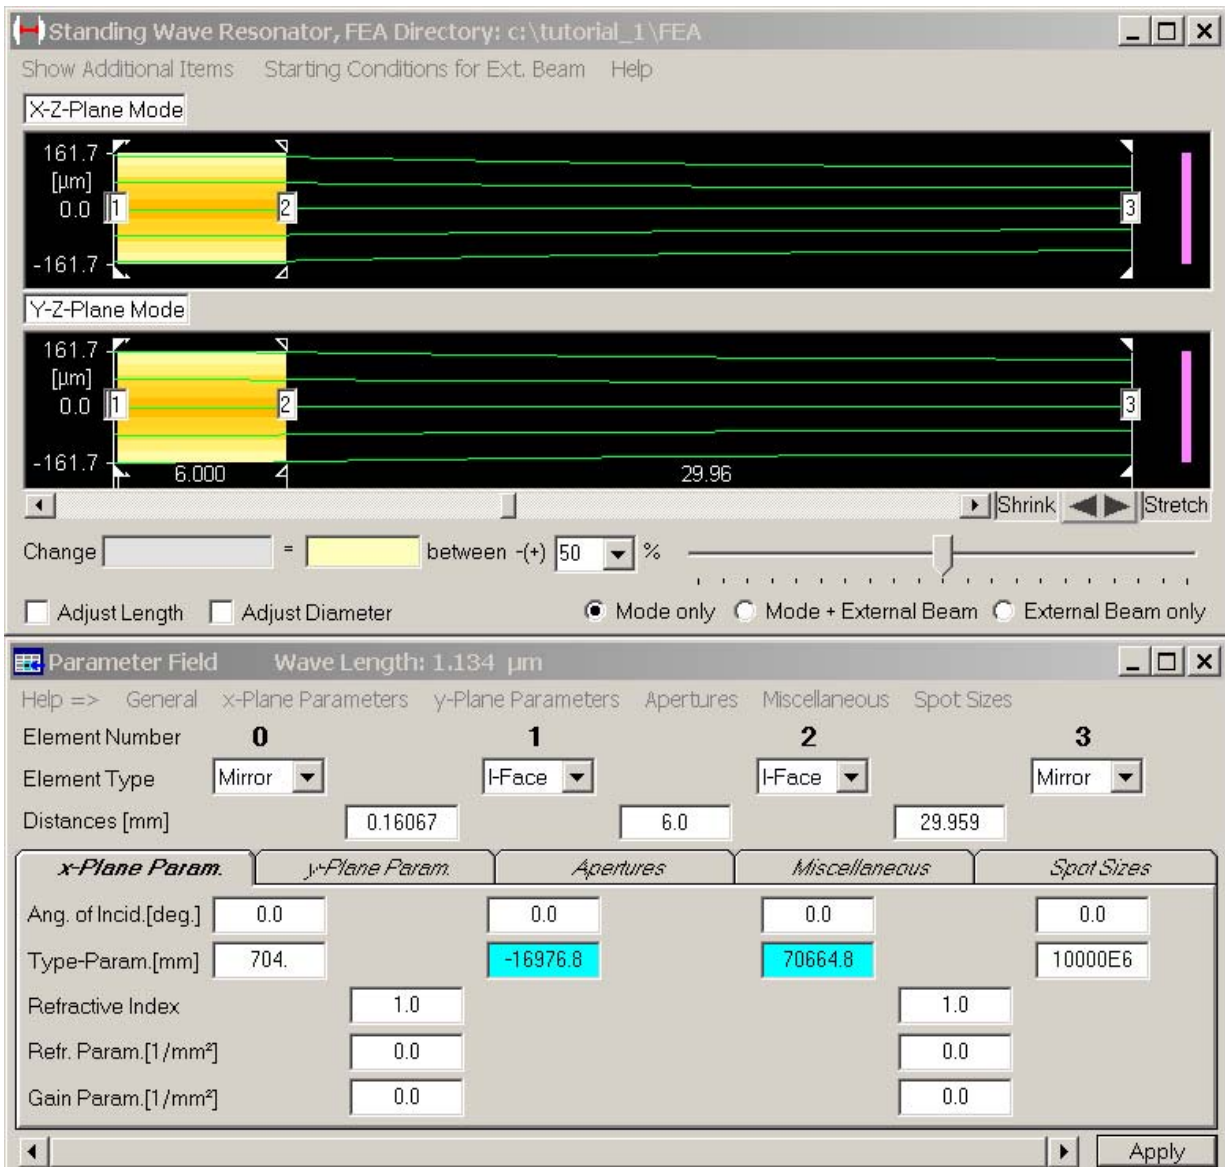 Standing Wave Resonator, FEA Directory: c:\tutorial_1\FEA
Show Additional Items Starting Conditions for Ext. Beam Help
X-Z-Plane Mode
161.7
[µm]
0.0 1 2 3
-161.7
Y-Z-Plane Mode
161.7
[µm]
0.0 1 2 3
-161.7 6.000 29.96
Shrink Stretch
Change = between -(+) 50 %
Adjust Length Adjust Diameter Mode only Mode + External Beam External Beam only
Parameter Field Wave Length: 1.134 µm
Help => General x-Plane Parameters y-Plane Parameters Apertures Miscellaneous Spot Sizes
Element Number 0 1 2 3
Element Type Mirror I-Face I-Face Mirror
Distances [mm] 0.16067 6.0 29.959
x-Plane Param. y-Plane Param. Apertures Miscellaneous Spot Sizes
Ang. of Incid.[deg.] 0.0 0.0 0.0 0.0
Type-Param.[mm] 704. -16976.8 70664.8 10000E6
Refractive Index 1.0 1.0
Refr. Param.[1/mm²] 0.0 0.0
Gain Param.[1/mm²] 0.0 0.0
Apply